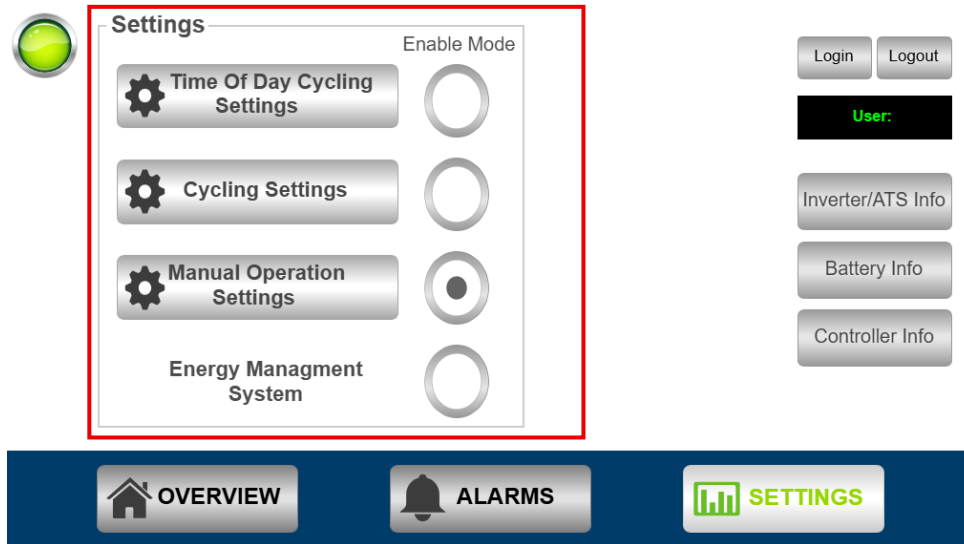 Settings
Enable Mode
Time Of Day Cycling
Settings
Cycling Settings
Manual Operation
Settings
Energy Managment
System
Login
Logout
User:
Inverter/ATS Info
Battery Info
Controller Info
OVERVIEW
ALARMS
SETTINGS